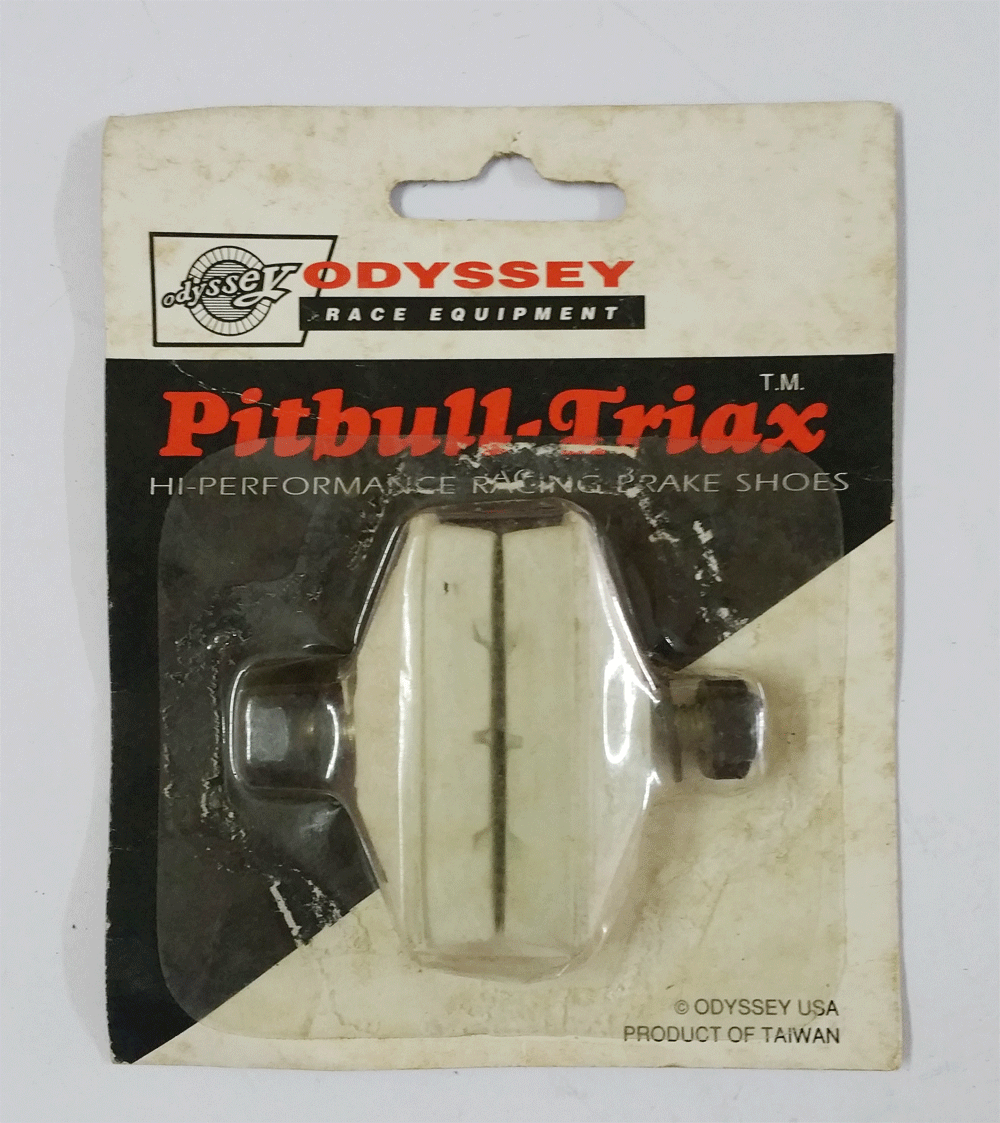 odyssey
ODYSSEY
RACE EQUIPMENT
T.M.
Pitbull-Triax
HI-PERFORMANCE RACING BRAKE SHOES
© ODYSSEY USA
PRODUCT OF TAIWAN